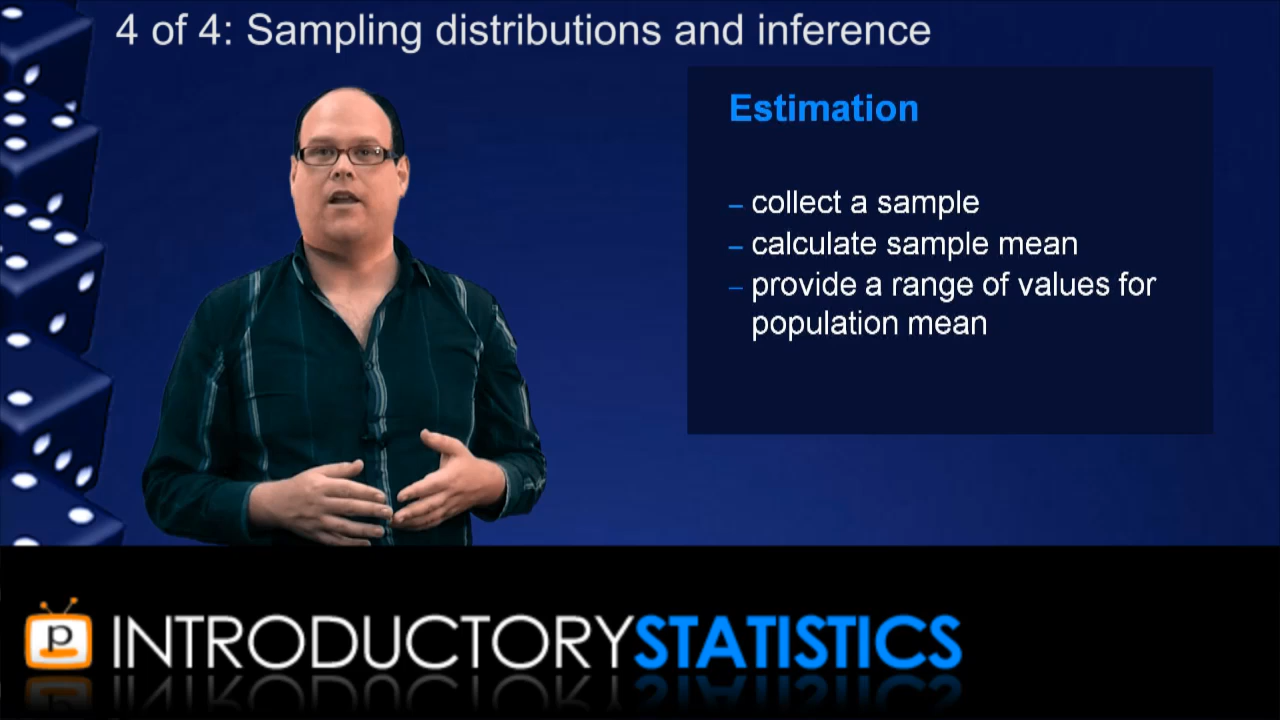 4 of 4: Sampling distributions and inference
Estimation
– collect a sample
– calculate sample mean
– provide a range of values for
population mean
p
INTRODUCTORYSTATISTICS